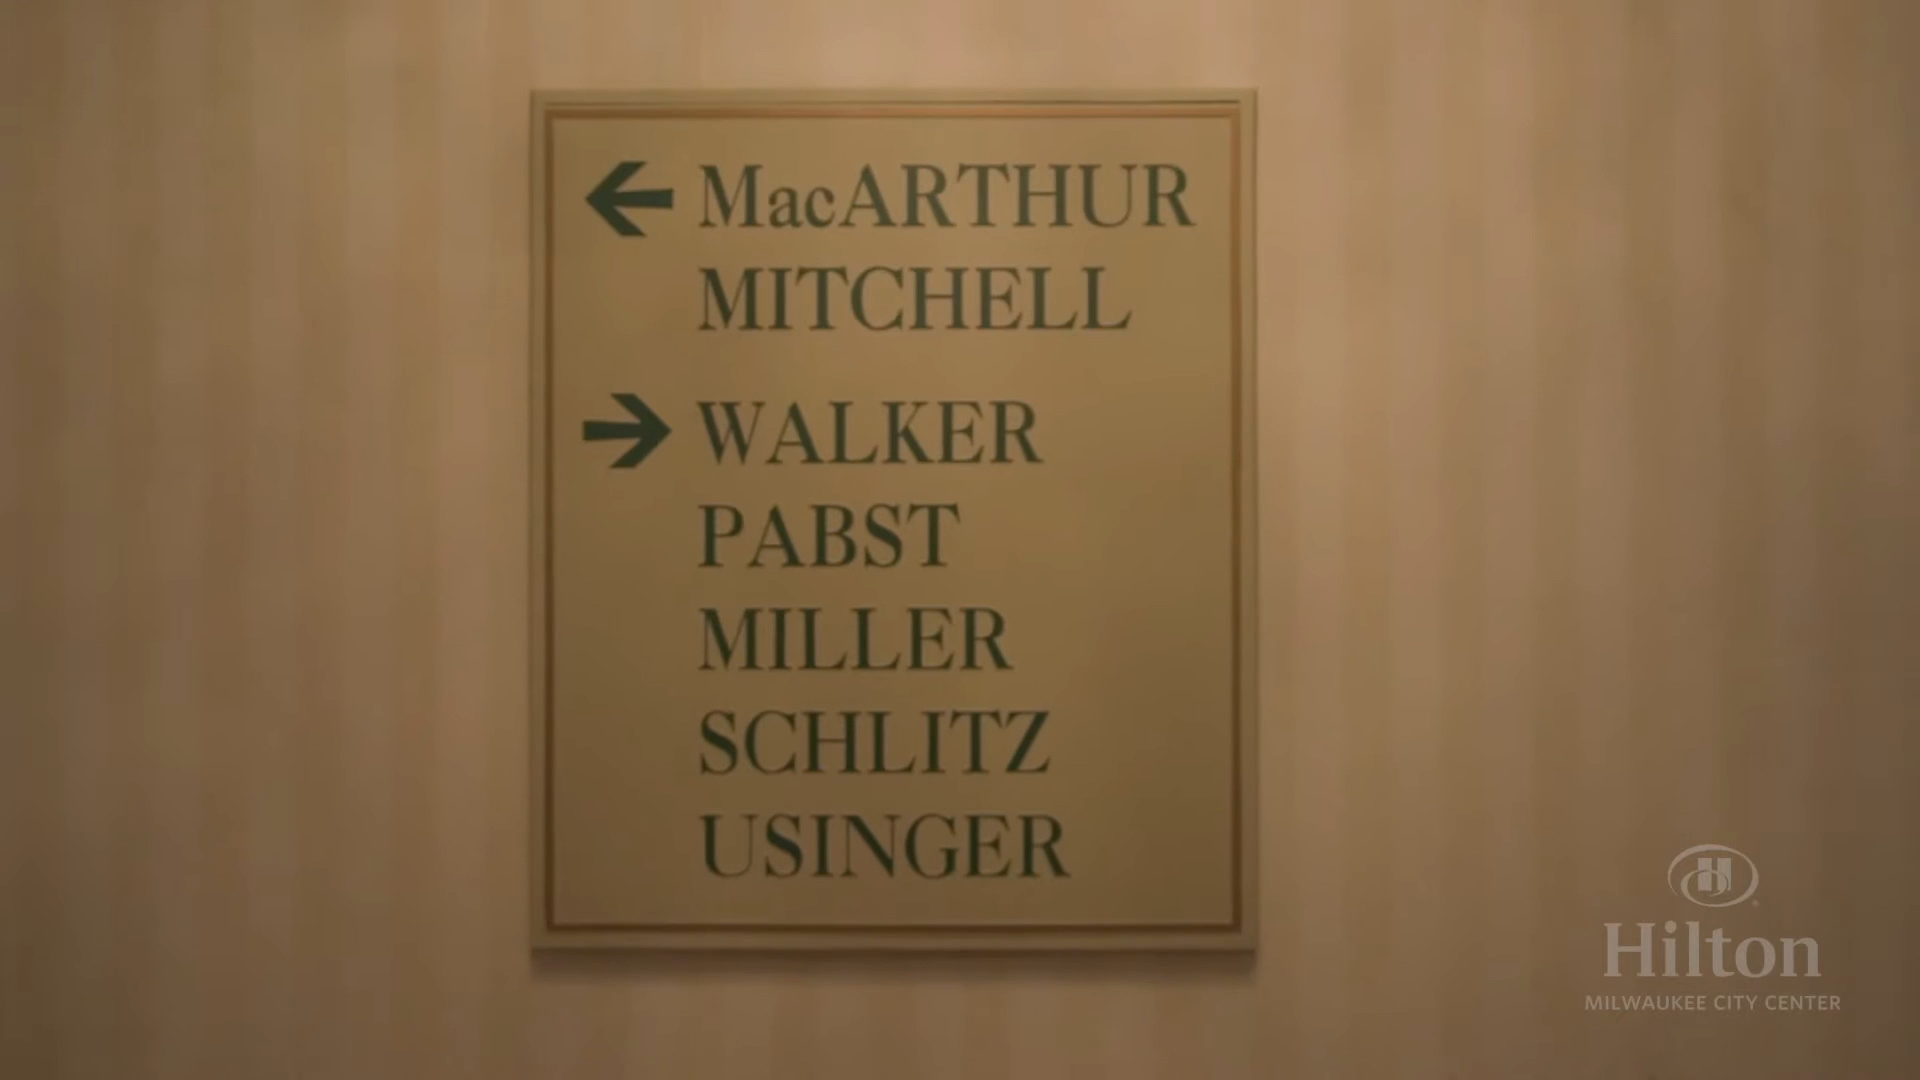 MacARTHUR
MITCHELL
WALKER
PABST
MILLER
SCHLITZ
USINGER
Hilton
MILWAUKEE CITY CENTER